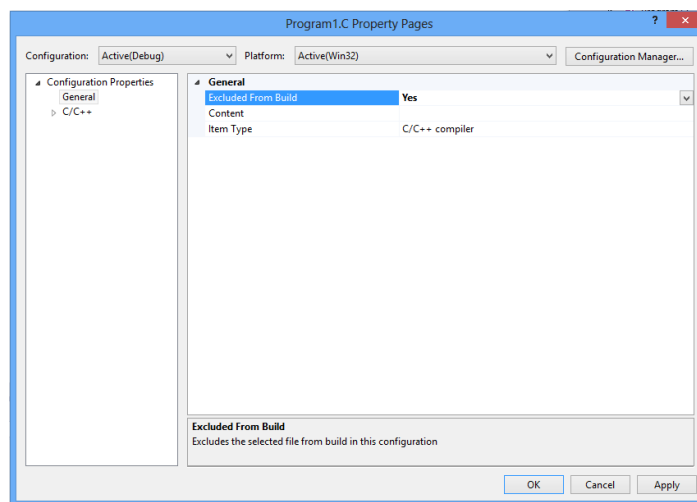 Program1.C Property Pages
?
Configuration: Active(Debug) Platform: Active(Win32) Configuration Manager...
Configuration Properties
General
C/C++
General
Excluded From Build Yes
Content
Item Type C/C++ compiler
Excluded From Build
Excludes the selected file from build in this configuration
OK Cancel Apply